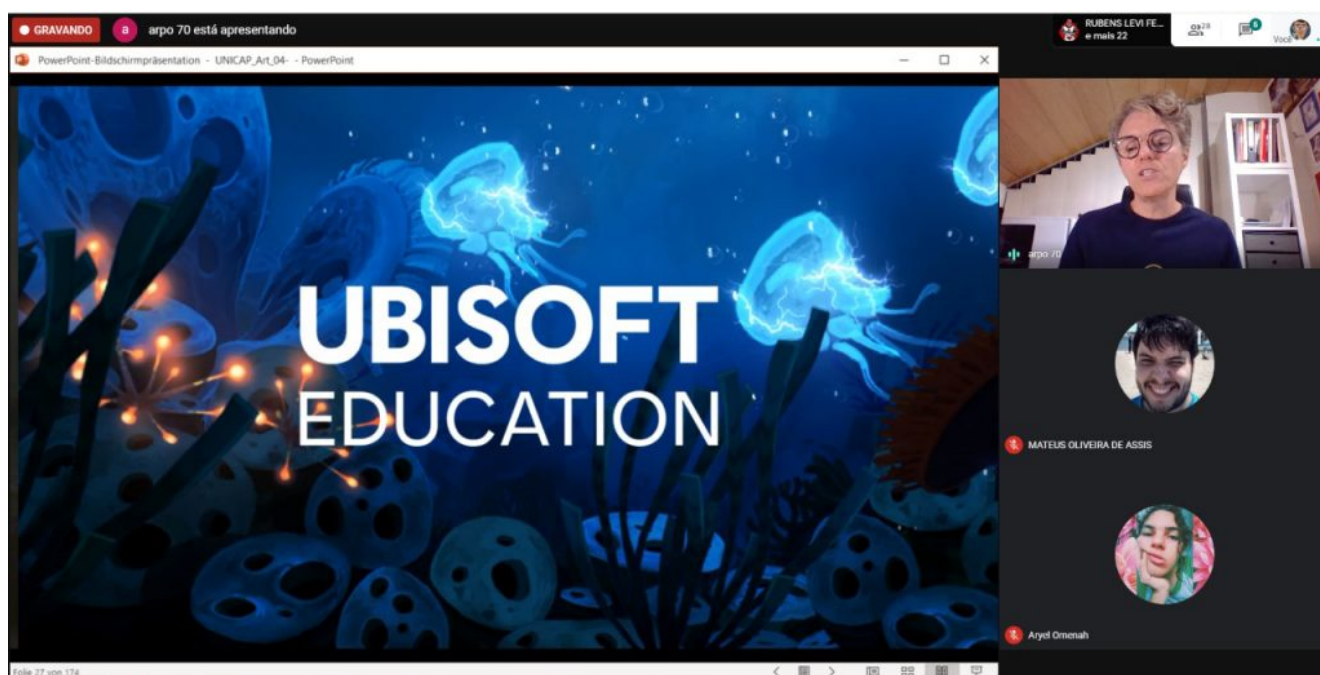 GRAVANDO
a
arpo 70 está apresentando
RUBENS LEVI FE...
e mais 22
28
6
Você
PowerPoint-Bildschirmpräsentation - UNICAP_Art_04- - PowerPoint
UBISOFT
EDUCATION
arpo 70
MATEUS OLIVEIRA DE ASSIS
Aryel Omenah
Folie 27 von 174